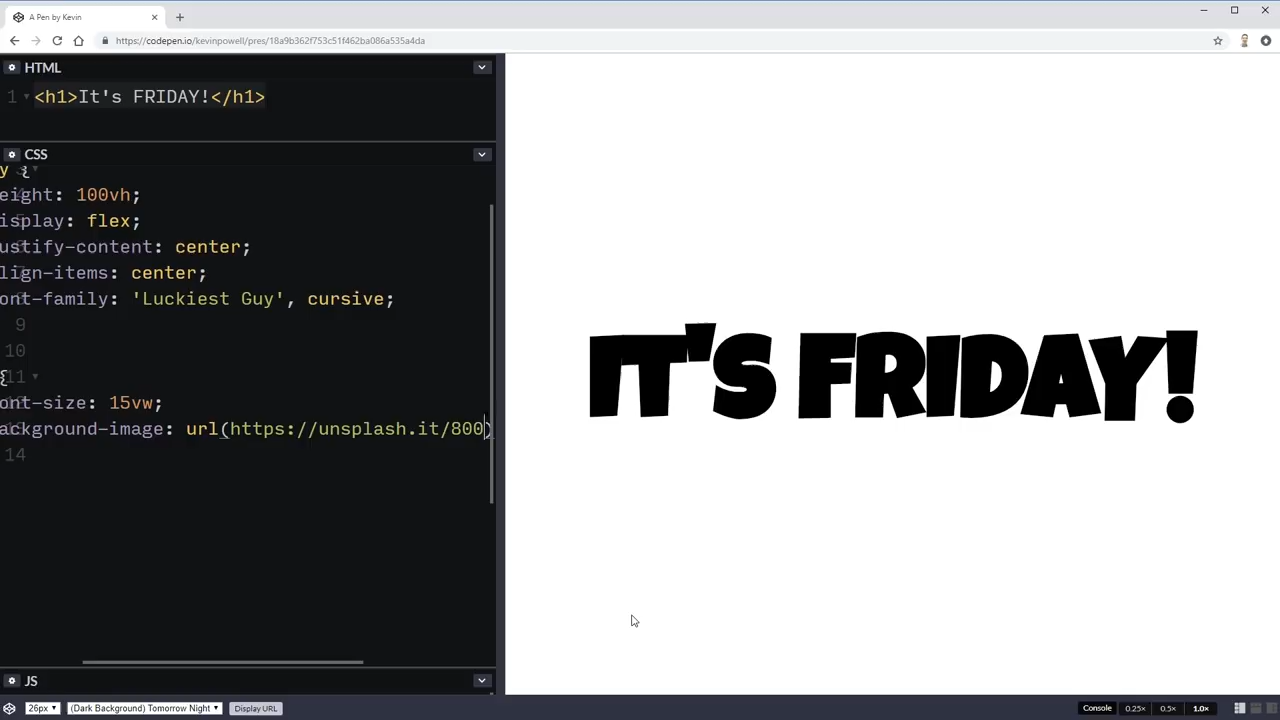 A Pen by Kevin
https://codepen.io/kevinpowell/pres/18a9b362f753c51f462ba086a535a4da
HTML
1 <h1>It's FRIDAY!</h1>
CSS
y {
eight: 100vh;
isplay: flex;
ustify-content: center;
lign-items: center;
ont-family: 'Luckiest Guy', cursive;
9
10
11 {
ont-size: 15vw;
ackground-image: url(https://unsplash.it/800)
14
JS
IT'S FRIDAY!
26px (Dark Background) Tomorrow Night Display URL Console 0.25× 0.5× 1.0×